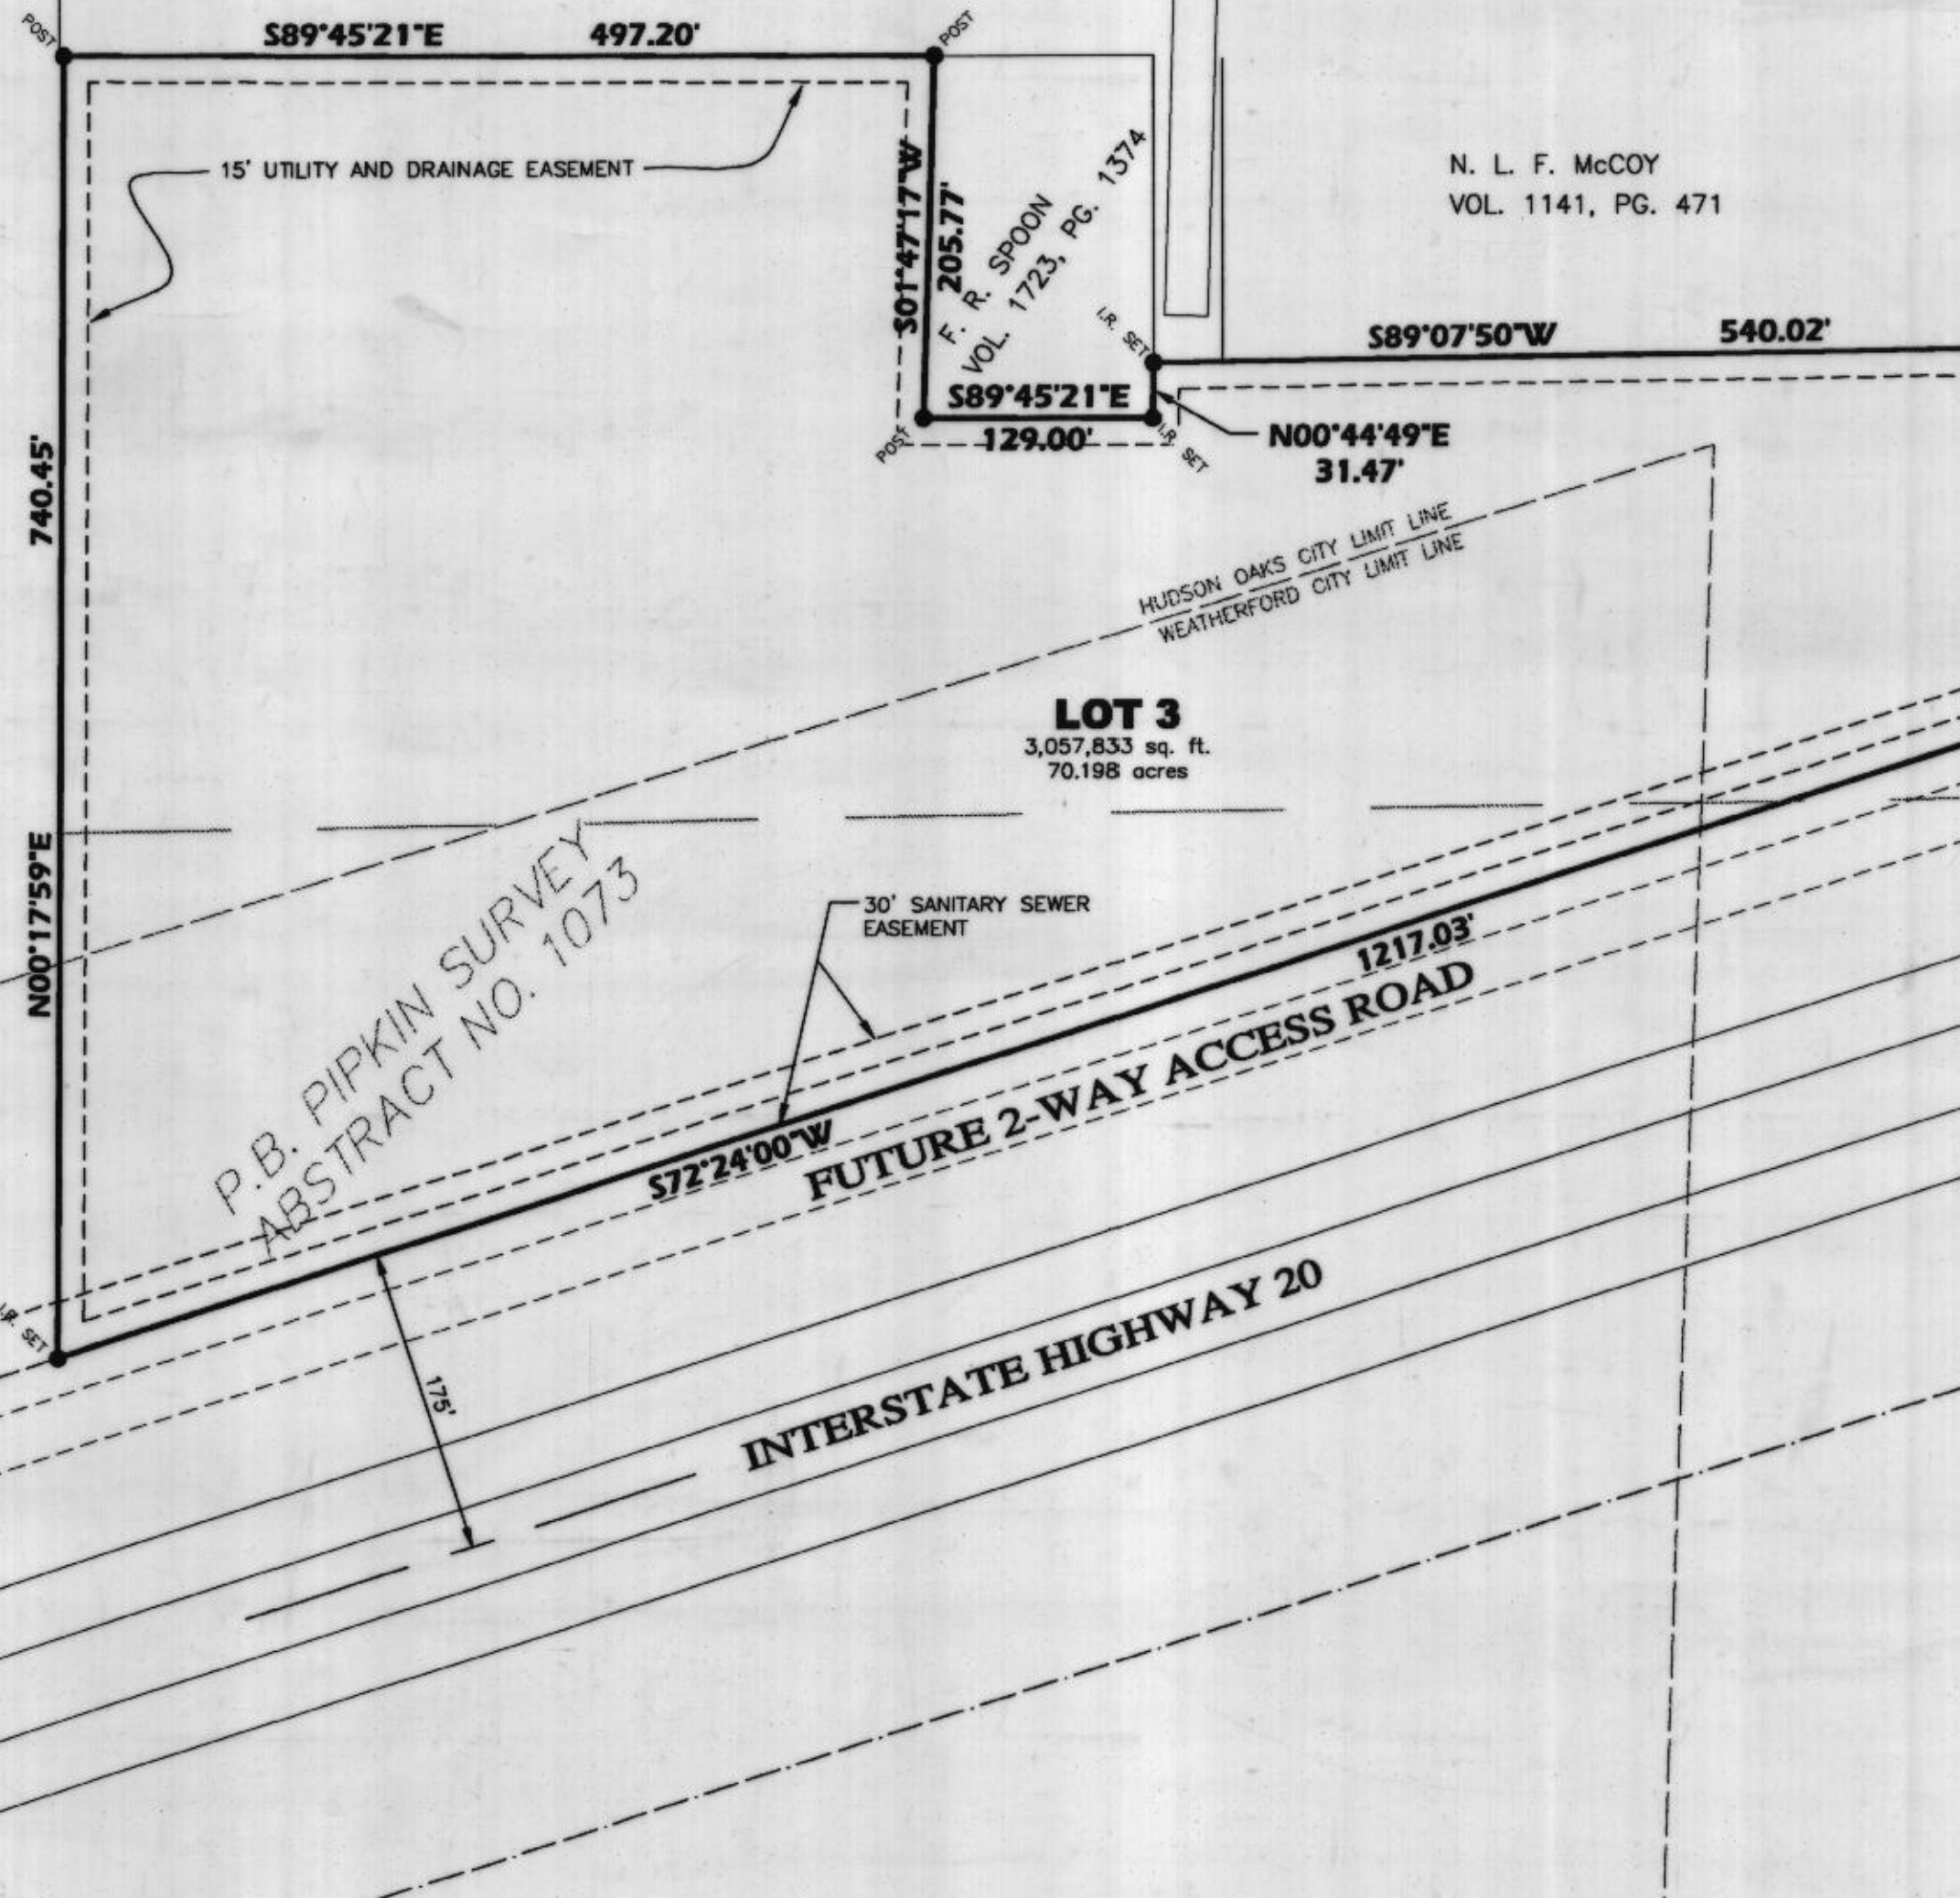 POST
S89°45'21"E 497.20'
POST
15' UTILITY AND DRAINAGE EASEMENT
S01°47'17"W
205.77'
F. R. SPOON
VOL. 1723, PG. 1374
N. L. F. McCOY
VOL. 1141, PG. 471
I.R. SET
S89°07'50"W 540.02'
S89°45'21"E
129.00'
POST
I.R. SET
N00°44'49"E
31.47'
740.45'
N00°17'59"E
HUDSON OAKS CITY LIMIT LINE
WEATHERFORD CITY LIMIT LINE
LOT 3
3,057,833 sq. ft.
70.198 acres
P.B. PIPKIN SURVEY
ABSTRACT NO. 1073
30' SANITARY SEWER
EASEMENT
1217.03'
S72°24'00"W
FUTURE 2-WAY ACCESS ROAD
I.R. SET
175'
INTERSTATE HIGHWAY 20